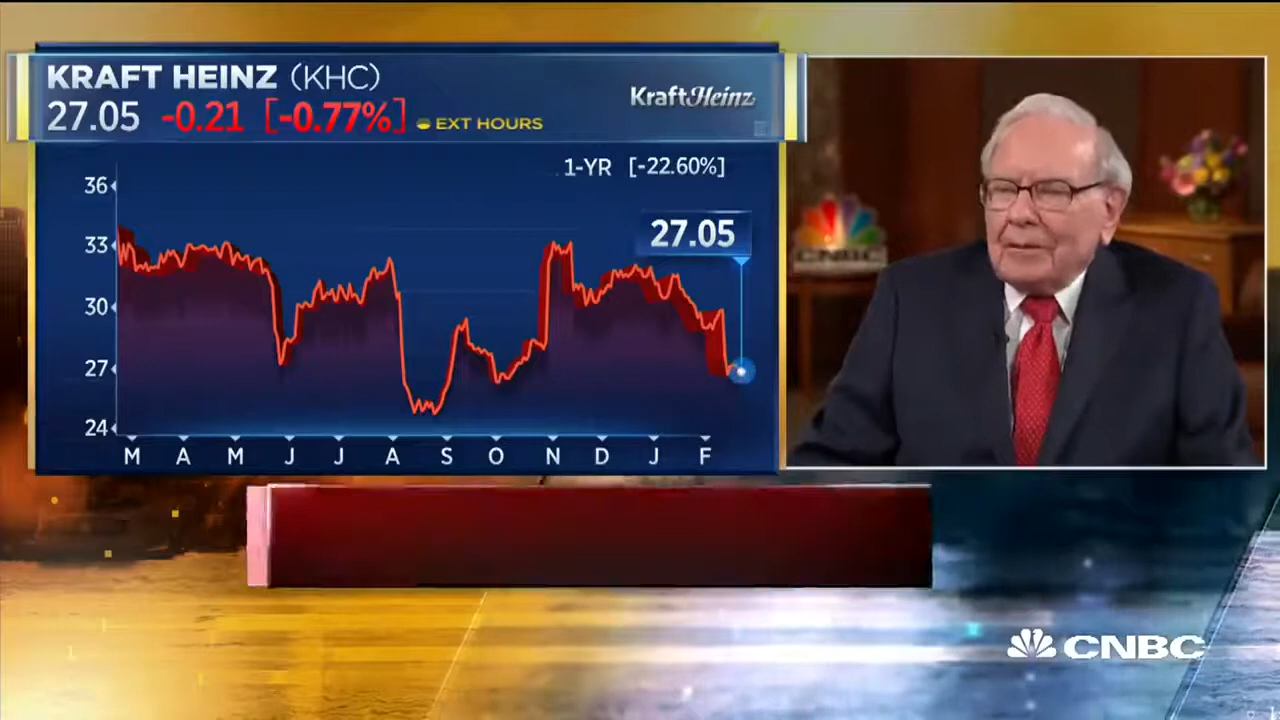 KRAFT HEINZ (KHC)
27.05 -0.21 [-0.77%] EXT HOURS
KraftHeinz
1-YR [-22.60%]
27.05
36
33
30
27
24
M A M J J A S O N D J F
CNBC
CNBC